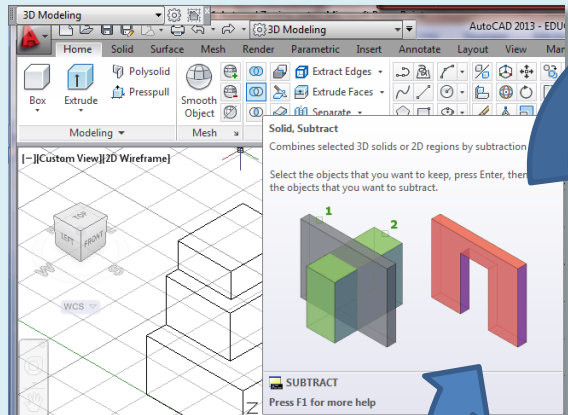 3D Modeling
3D Modeling
AutoCAD 2013 - EDU
Home Solid Surface Mesh Render Parametric Insert Annotate Layout View Man
Polysolid
Presspull
Box
Extrude
Smooth
Object
Extract Edges
Extrude Faces
Separate
Modeling
Mesh
Solid, Subtract
Combines selected 3D solids or 2D regions by subtraction
Select the objects that you want to keep, press Enter, then
the objects that you want to subtract.
1
2
SUBTRACT
Press F1 for more help
[−][Custom View][2D Wireframe]
TOP
LEFT
FRONT
W
S
WCS
Z